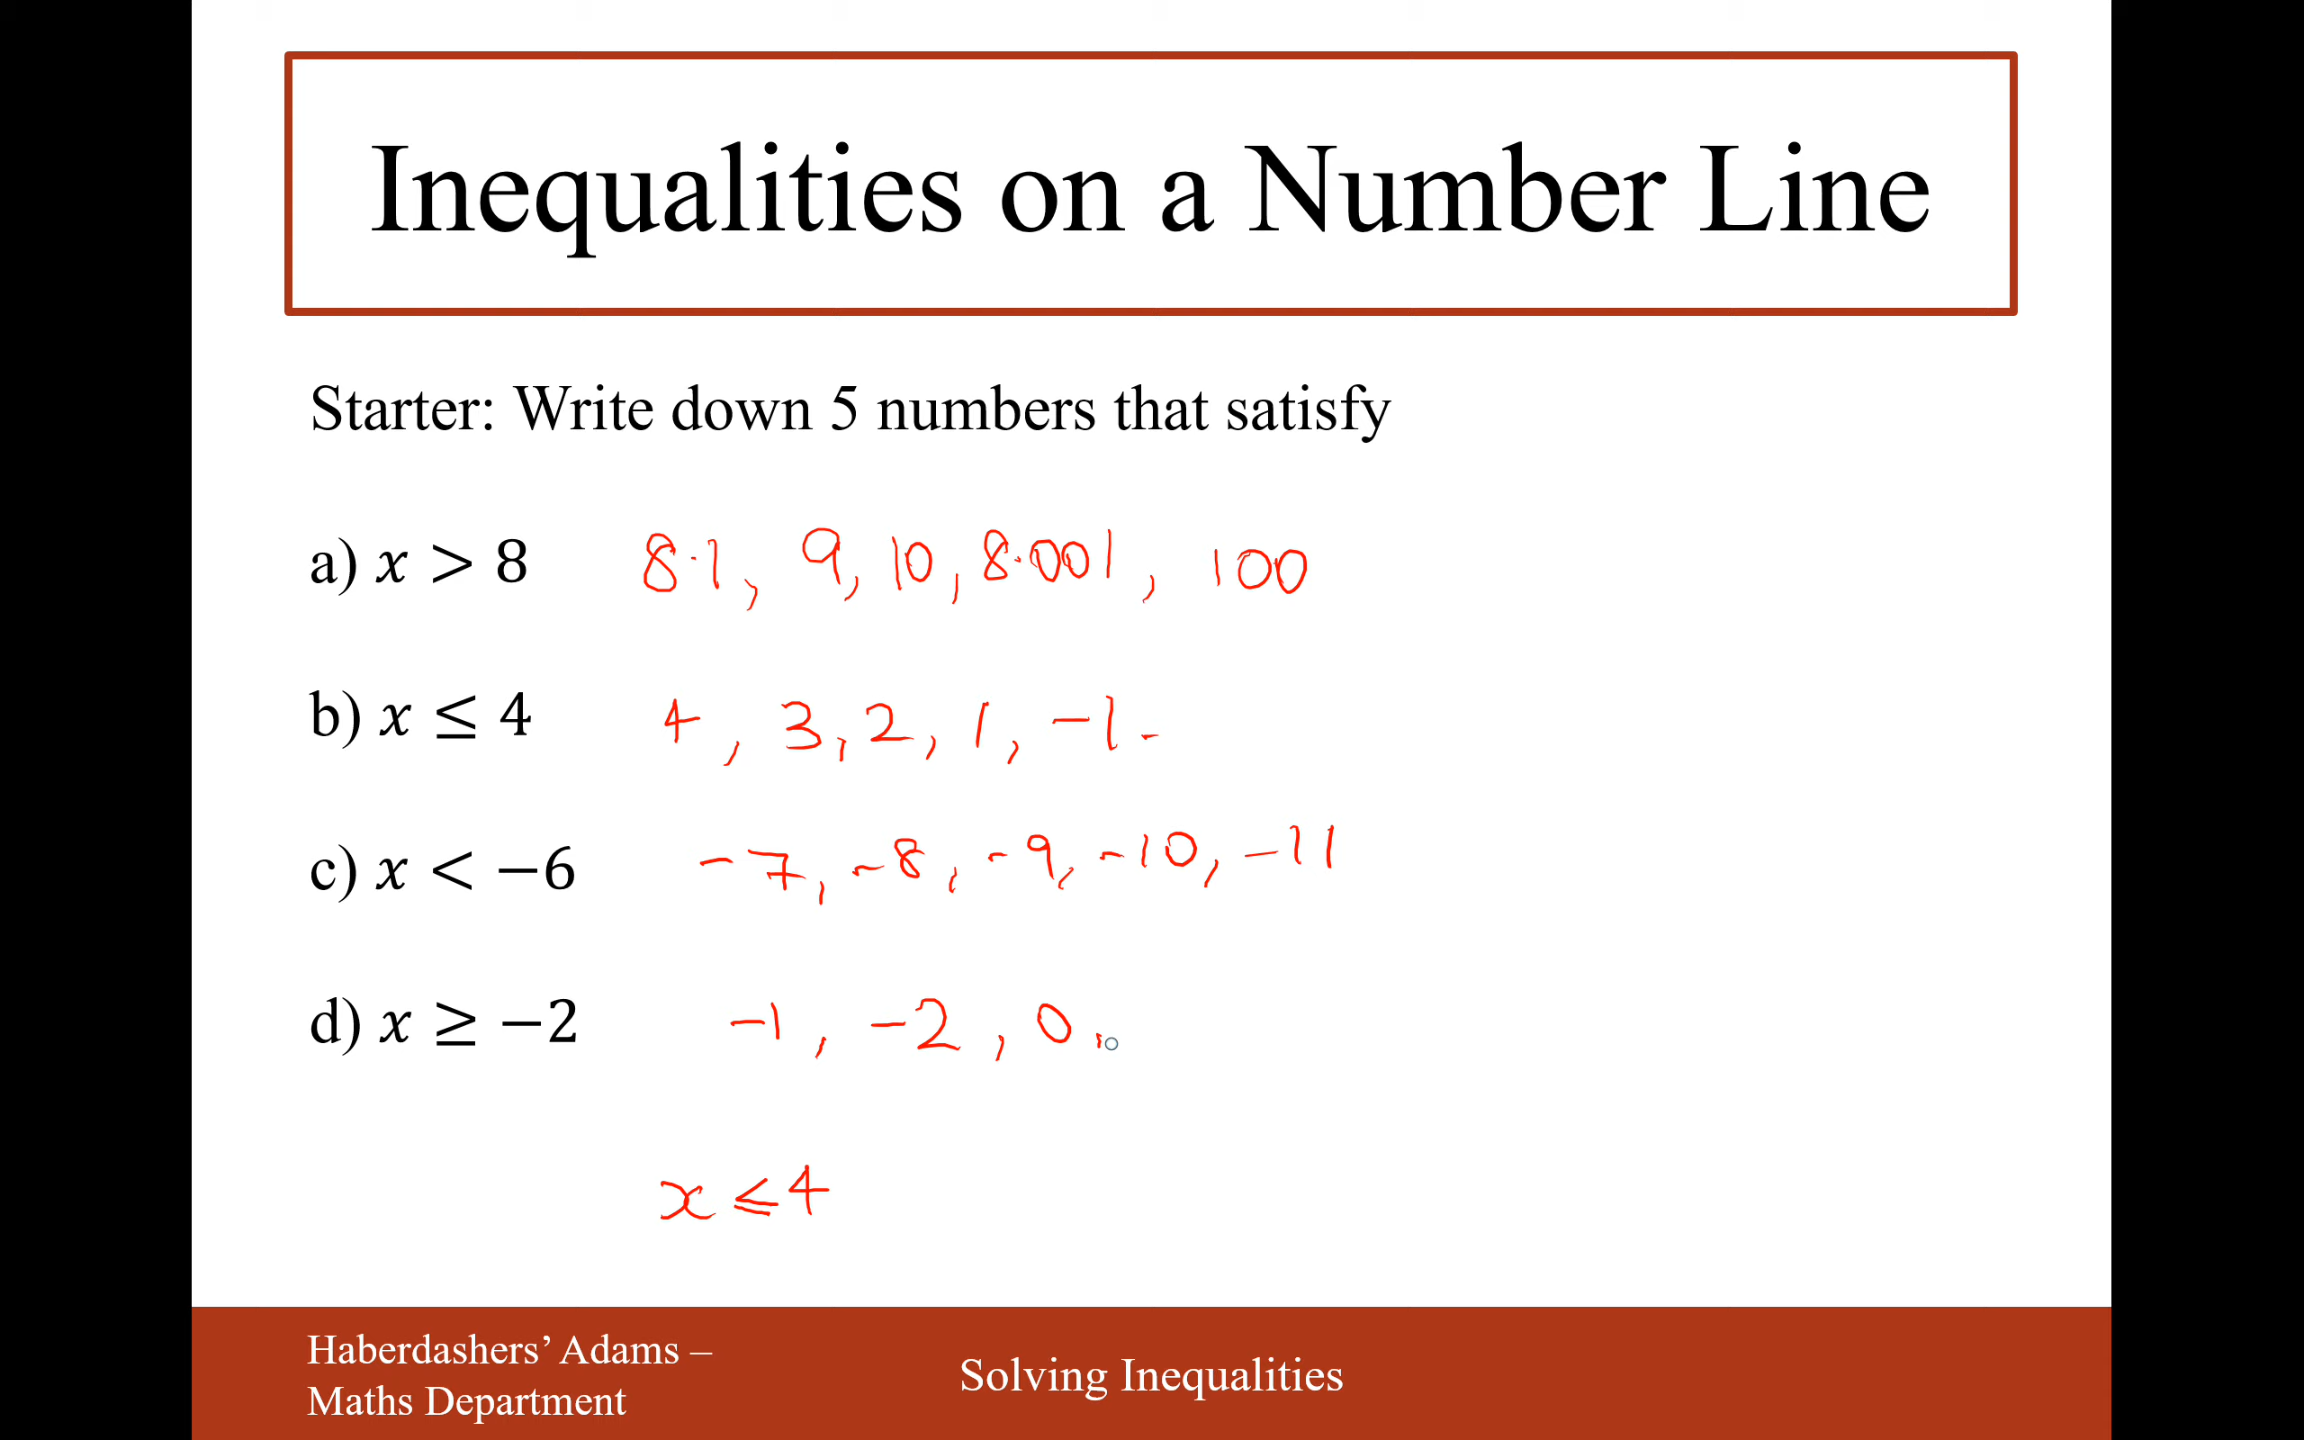 Inequalities on a Number Line
Starter: Write down 5 numbers that satisfy
a) x > 8 8·1, 9, 10, 8·001, 100
b) x ≤ 4 4, 3, 2, 1, -1.
c) x < −6 -7, -8, -9, -10, -11
d) x ≥ −2 -1, -2, 0,
x ≤ 4
Haberdashers’ Adams –
Maths Department
Solving Inequalities